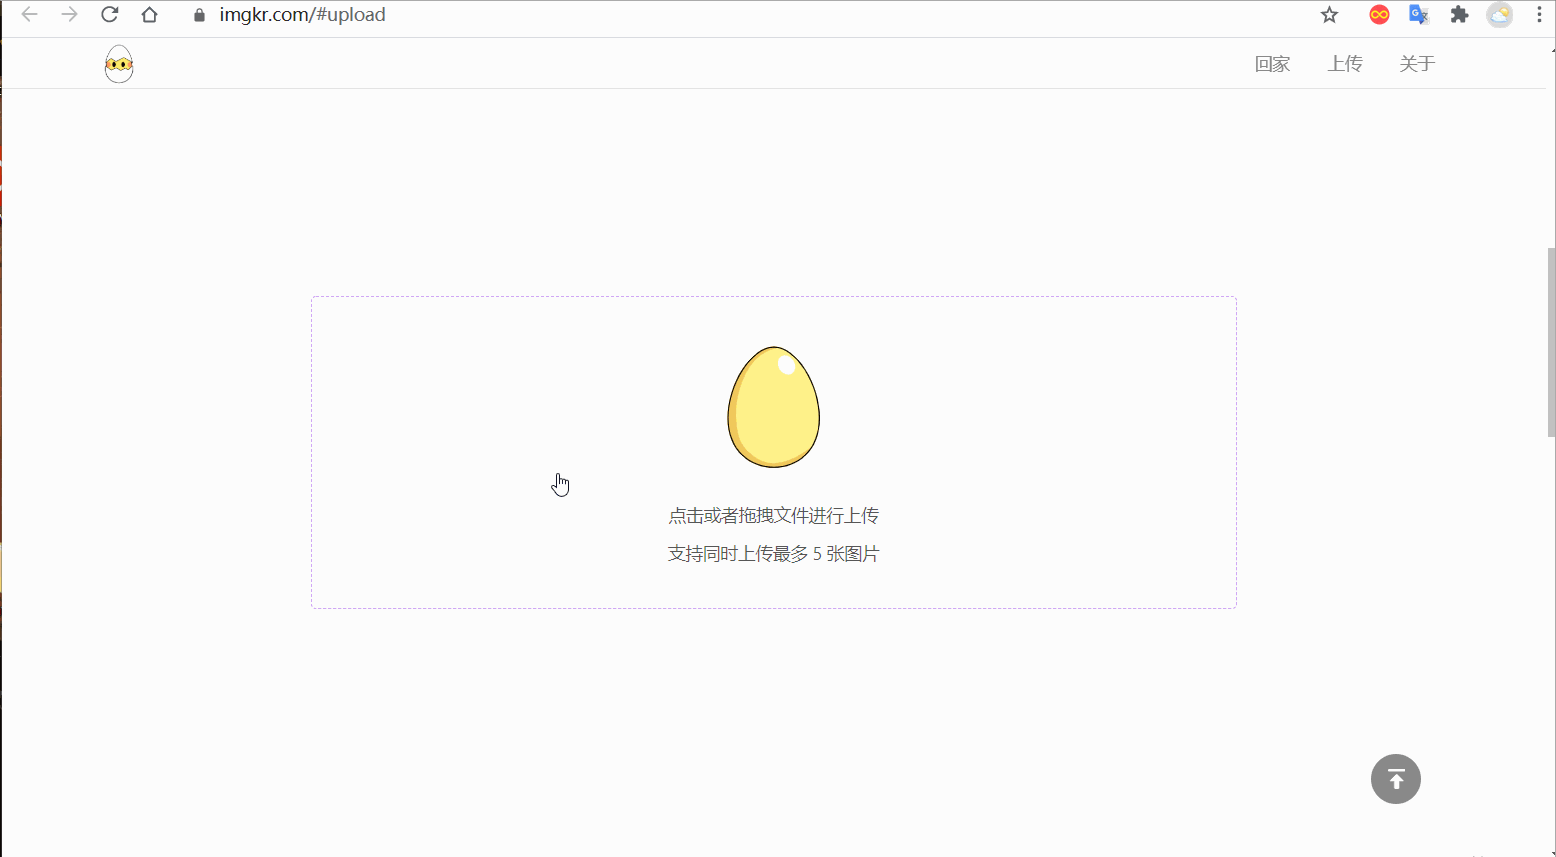 imgkr.com/#upload
回家 上传 关于
点击或者拖拽文件进行上传
支持同时上传最多 5 张图片